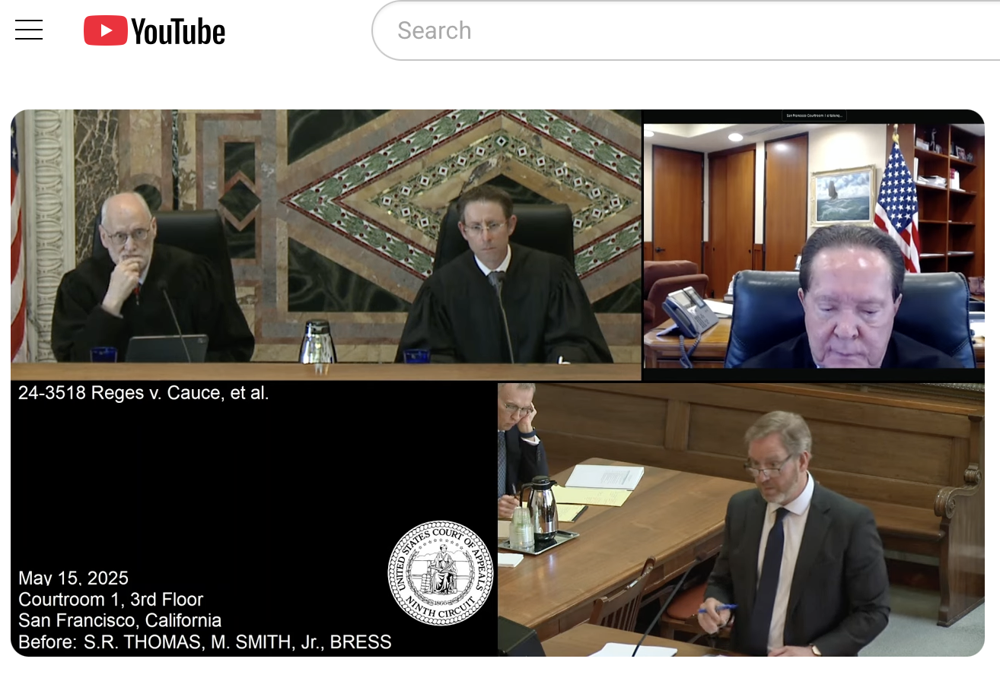 YouTube
Search
San Francisco Courtroom 1 is talking...
24-3518 Reges v. Cauce, et al.
May 15, 2025
Courtroom 1, 3rd Floor
San Francisco, California
Before: S.R. THOMAS, M. SMITH, Jr., BRESS
UNITED STATES COURT OF APPEALS
1866
NINTH CIRCUIT